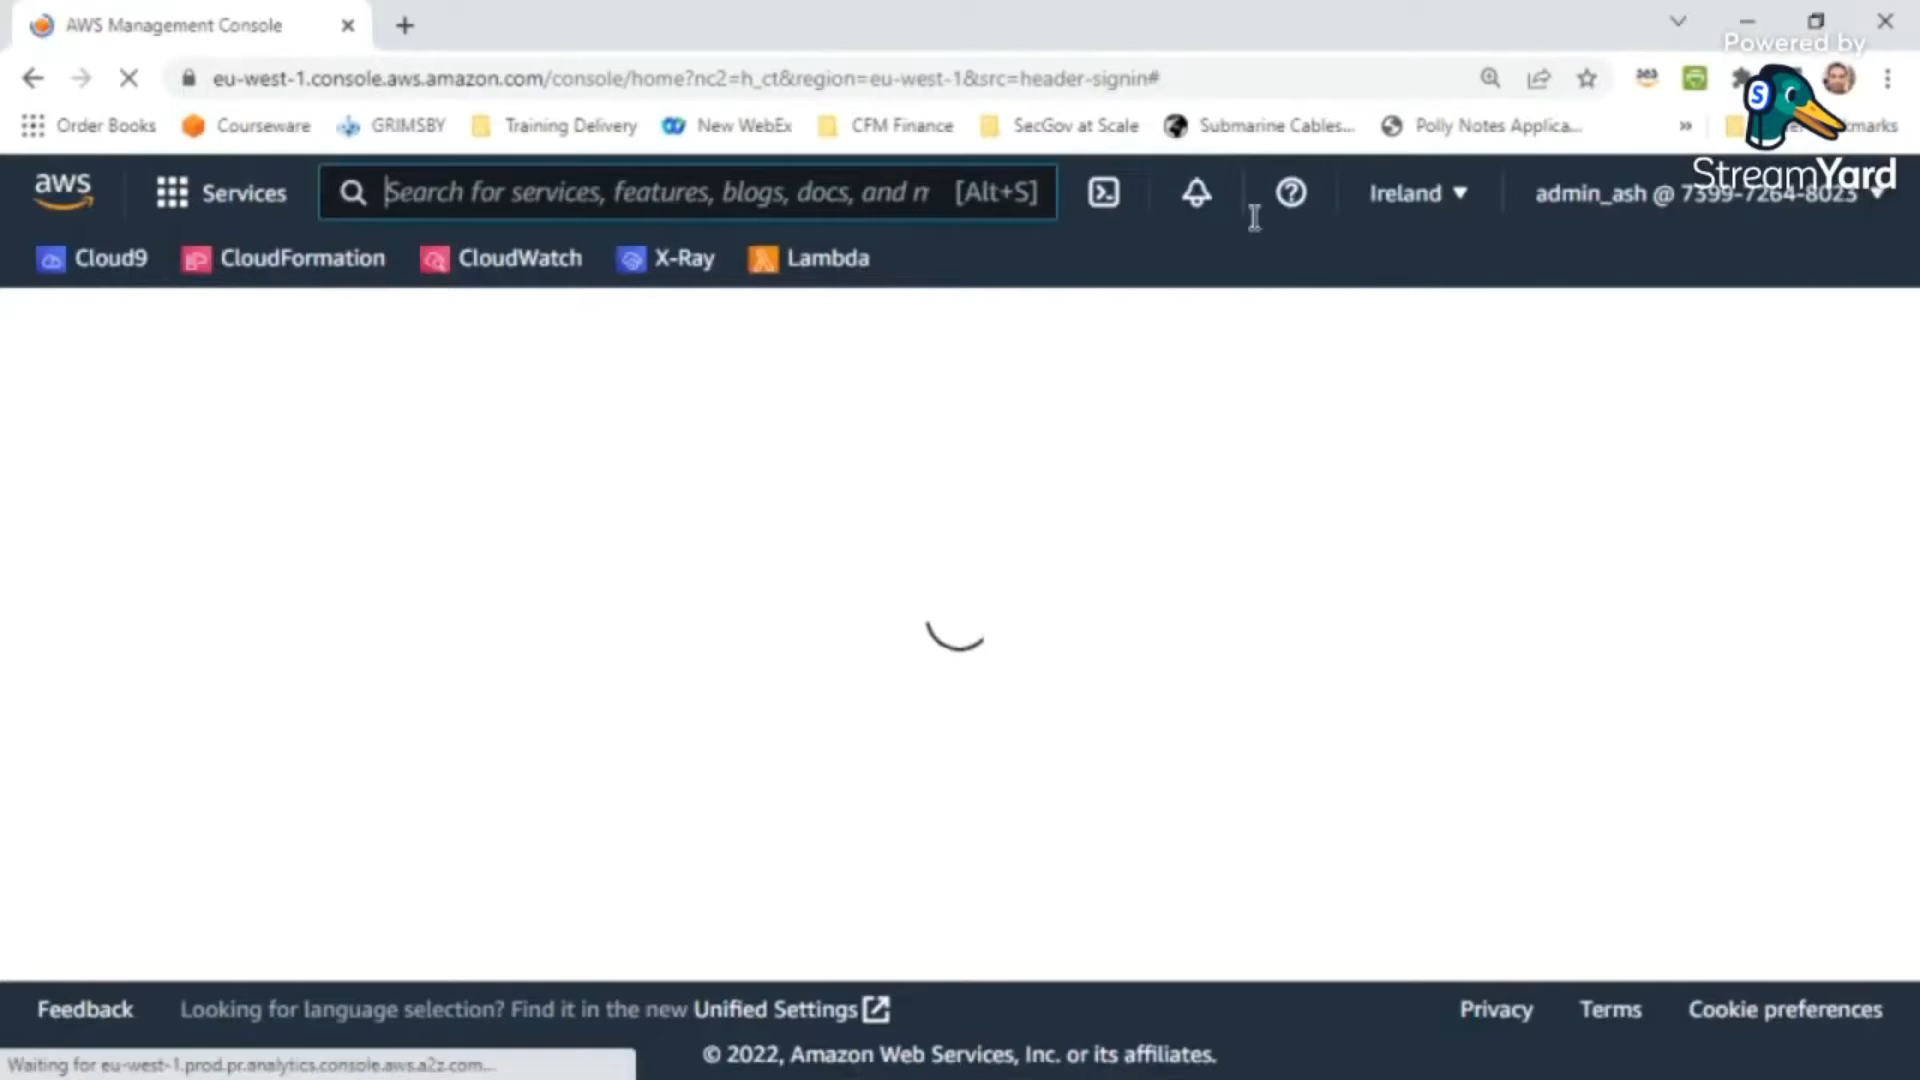 AWS Management Console
Powered by
eu-west-1.console.aws.amazon.com/console/home?nc2=h_ct&region=eu-west-1&src=header-signin#
Order Books Courseware GRIMSBY Training Delivery New WebEx CFM Finance SecGov at Scale Submarine Cables... Polly Notes Applica... »
StreamYard
aws Services Search for services, features, blogs, docs, and [Alt+S] Ireland admin_ash @ 7399-7264-8023
Cloud9 CloudFormation CloudWatch X-Ray Lambda
Feedback Looking for language selection? Find it in the new Unified Settings Privacy Terms Cookie preferences
© 2022, Amazon Web Services, Inc. or its affiliates.
Waiting for eu-west-1.prod.pr.analytics.console.aws.a2z.com...